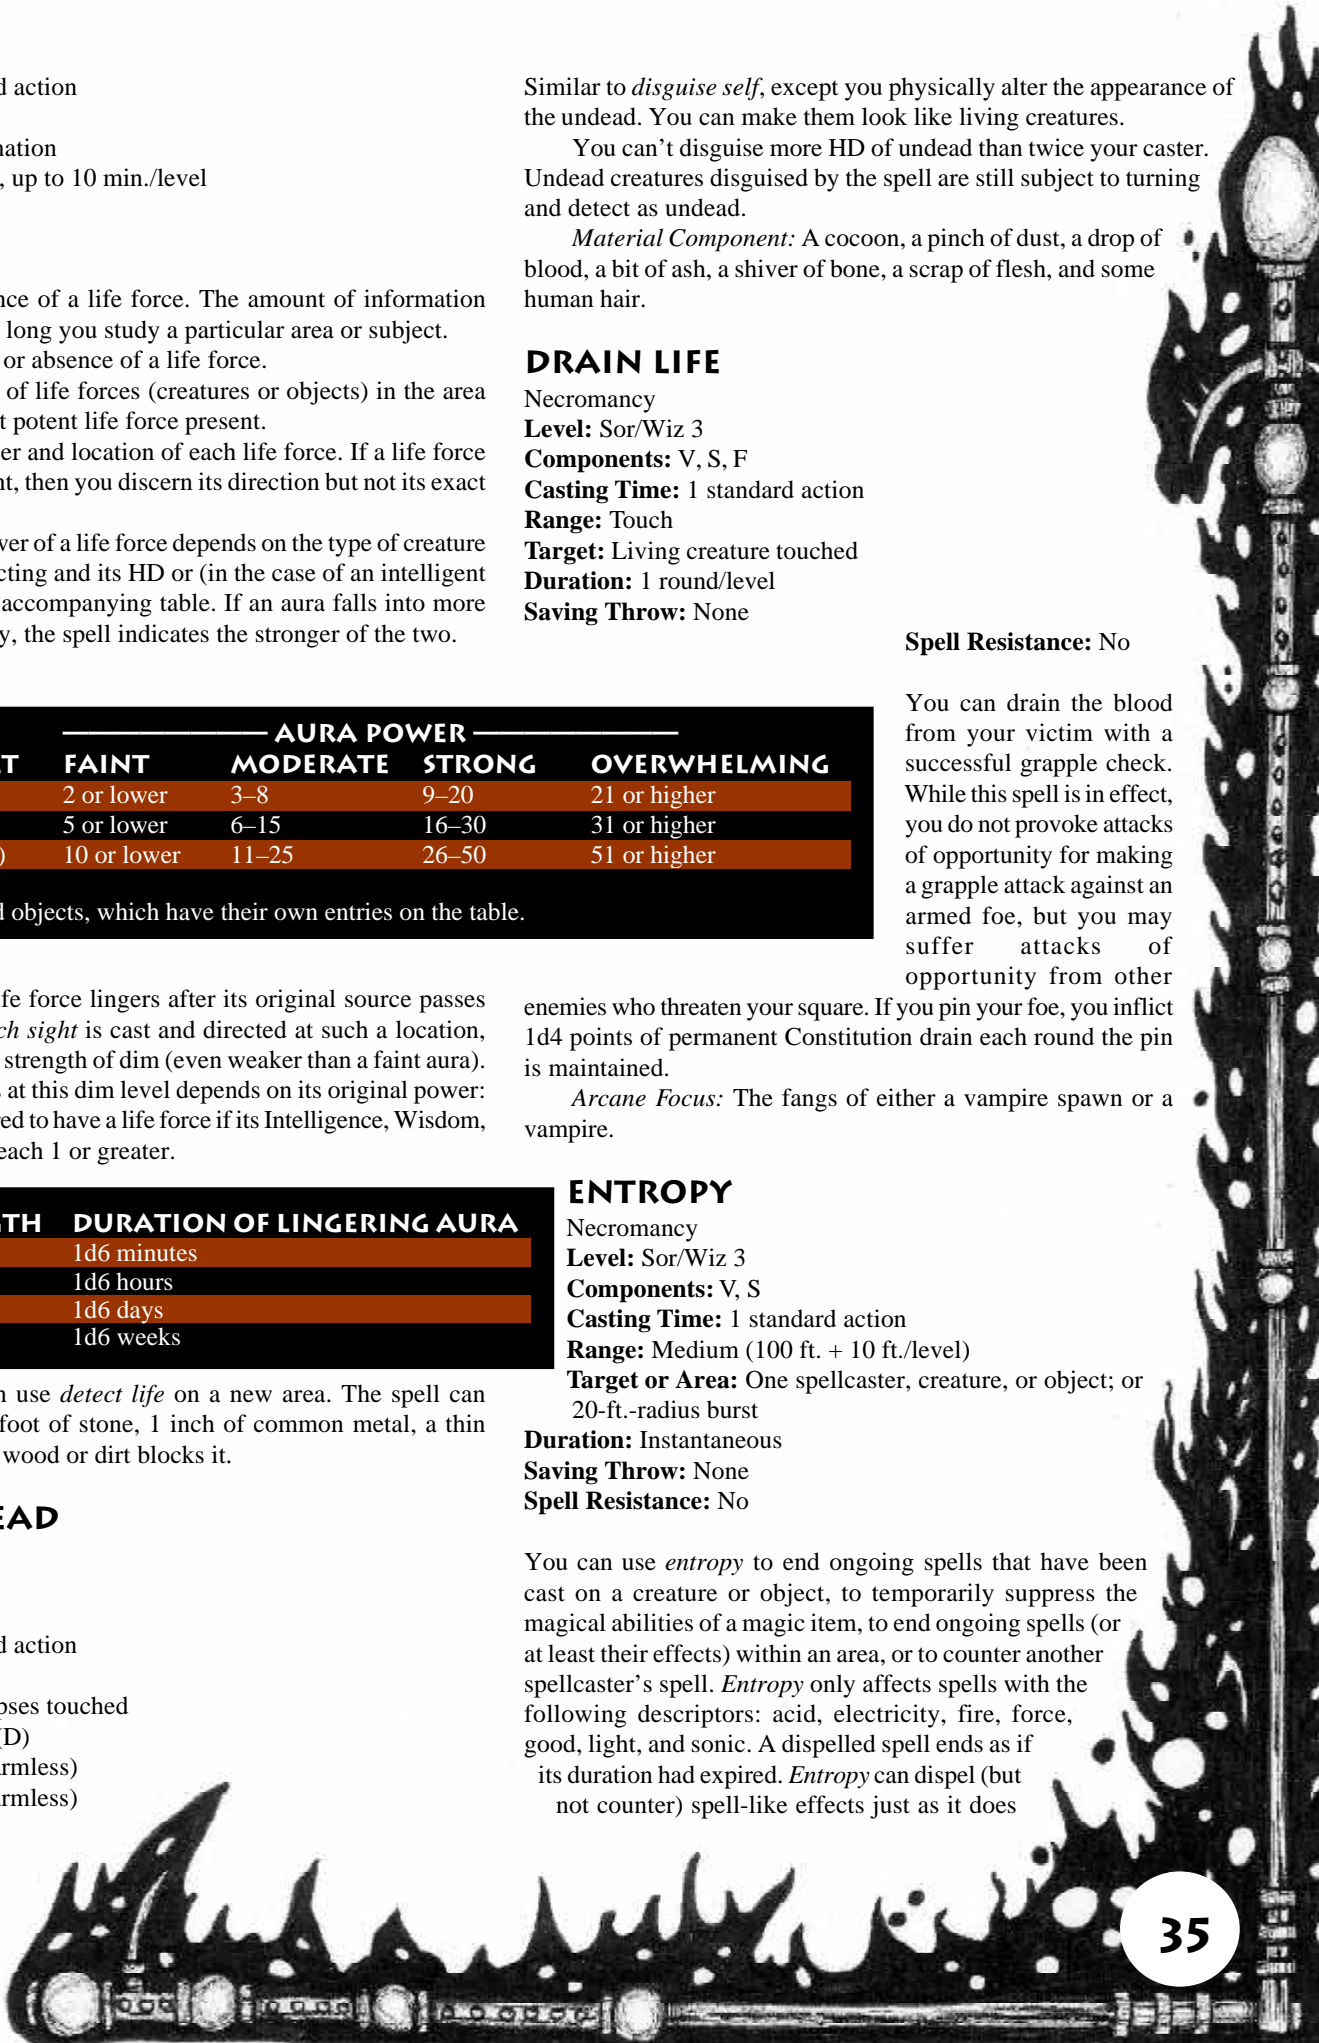 d action
nation
, up to 10 min./level
nce of a life force. The amount of information
long you study a particular area or subject.
or absence of a life force.
of life forces (creatures or objects) in the area
t potent life force present.
er and location of each life force. If a life force
nt, then you discern its direction but not its exact
ver of a life force depends on the type of creature
cting and its HD or (in the case of an intelligent
accompanying table. If an aura falls into more
y, the spell indicates the stronger of the two.
AURA POWER
T FAINT MODERATE STRONG OVERWHELMING
2 or lower 3–8 9–20 21 or higher
5 or lower 6–15 16–30 31 or higher
) 10 or lower 11–25 26–50 51 or higher
d objects, which have their own entries on the table.
ife force lingers after its original source passes
ch sight is cast and directed at such a location,
strength of dim (even weaker than a faint aura).
s at this dim level depends on its original power:
red to have a life force if its Intelligence, Wisdom,
each 1 or greater.
GTH DURATION OF LINGERING AURA
1d6 minutes
1d6 hours
1d6 days
1d6 weeks
n use detect life on a new area. The spell can
foot of stone, 1 inch of common metal, a thin
wood or dirt blocks it.
EAD
d action
pses touched
(D)
armless)
armless)
Similar to disguise self, except you physically alter the appearance of
the undead. You can make them look like living creatures.
You can’t disguise more HD of undead than twice your caster.
Undead creatures disguised by the spell are still subject to turning
and detect as undead.
Material Component: A cocoon, a pinch of dust, a drop of
blood, a bit of ash, a shiver of bone, a scrap of flesh, and some
human hair.
DRAIN LIFE
Necromancy
Level: Sor/Wiz 3
Components: V, S, F
Casting Time: 1 standard action
Range: Touch
Target: Living creature touched
Duration: 1 round/level
Saving Throw: None
Spell Resistance: No
You can drain the blood
from your victim with a
successful grapple check.
While this spell is in effect,
you do not provoke attacks
of opportunity for making
a grapple attack against an
armed foe, but you may
suffer attacks of
opportunity from other
enemies who threaten your square. If you pin your foe, you inflict
1d4 points of permanent Constitution drain each round the pin
is maintained.
Arcane Focus: The fangs of either a vampire spawn or a
vampire.
ENTROPY
Necromancy
Level: Sor/Wiz 3
Components: V, S
Casting Time: 1 standard action
Range: Medium (100 ft. + 10 ft./level)
Target or Area: One spellcaster, creature, or object; or
20-ft.-radius burst
Duration: Instantaneous
Saving Throw: None
Spell Resistance: No
You can use entropy to end ongoing spells that have been
cast on a creature or object, to temporarily suppress the
magical abilities of a magic item, to end ongoing spells (or
at least their effects) within an area, or to counter another
spellcaster’s spell. Entropy only affects spells with the
following descriptors: acid, electricity, fire, force,
good, light, and sonic. A dispelled spell ends as if
its duration had expired. Entropy can dispel (but
not counter) spell-like effects just as it does
35